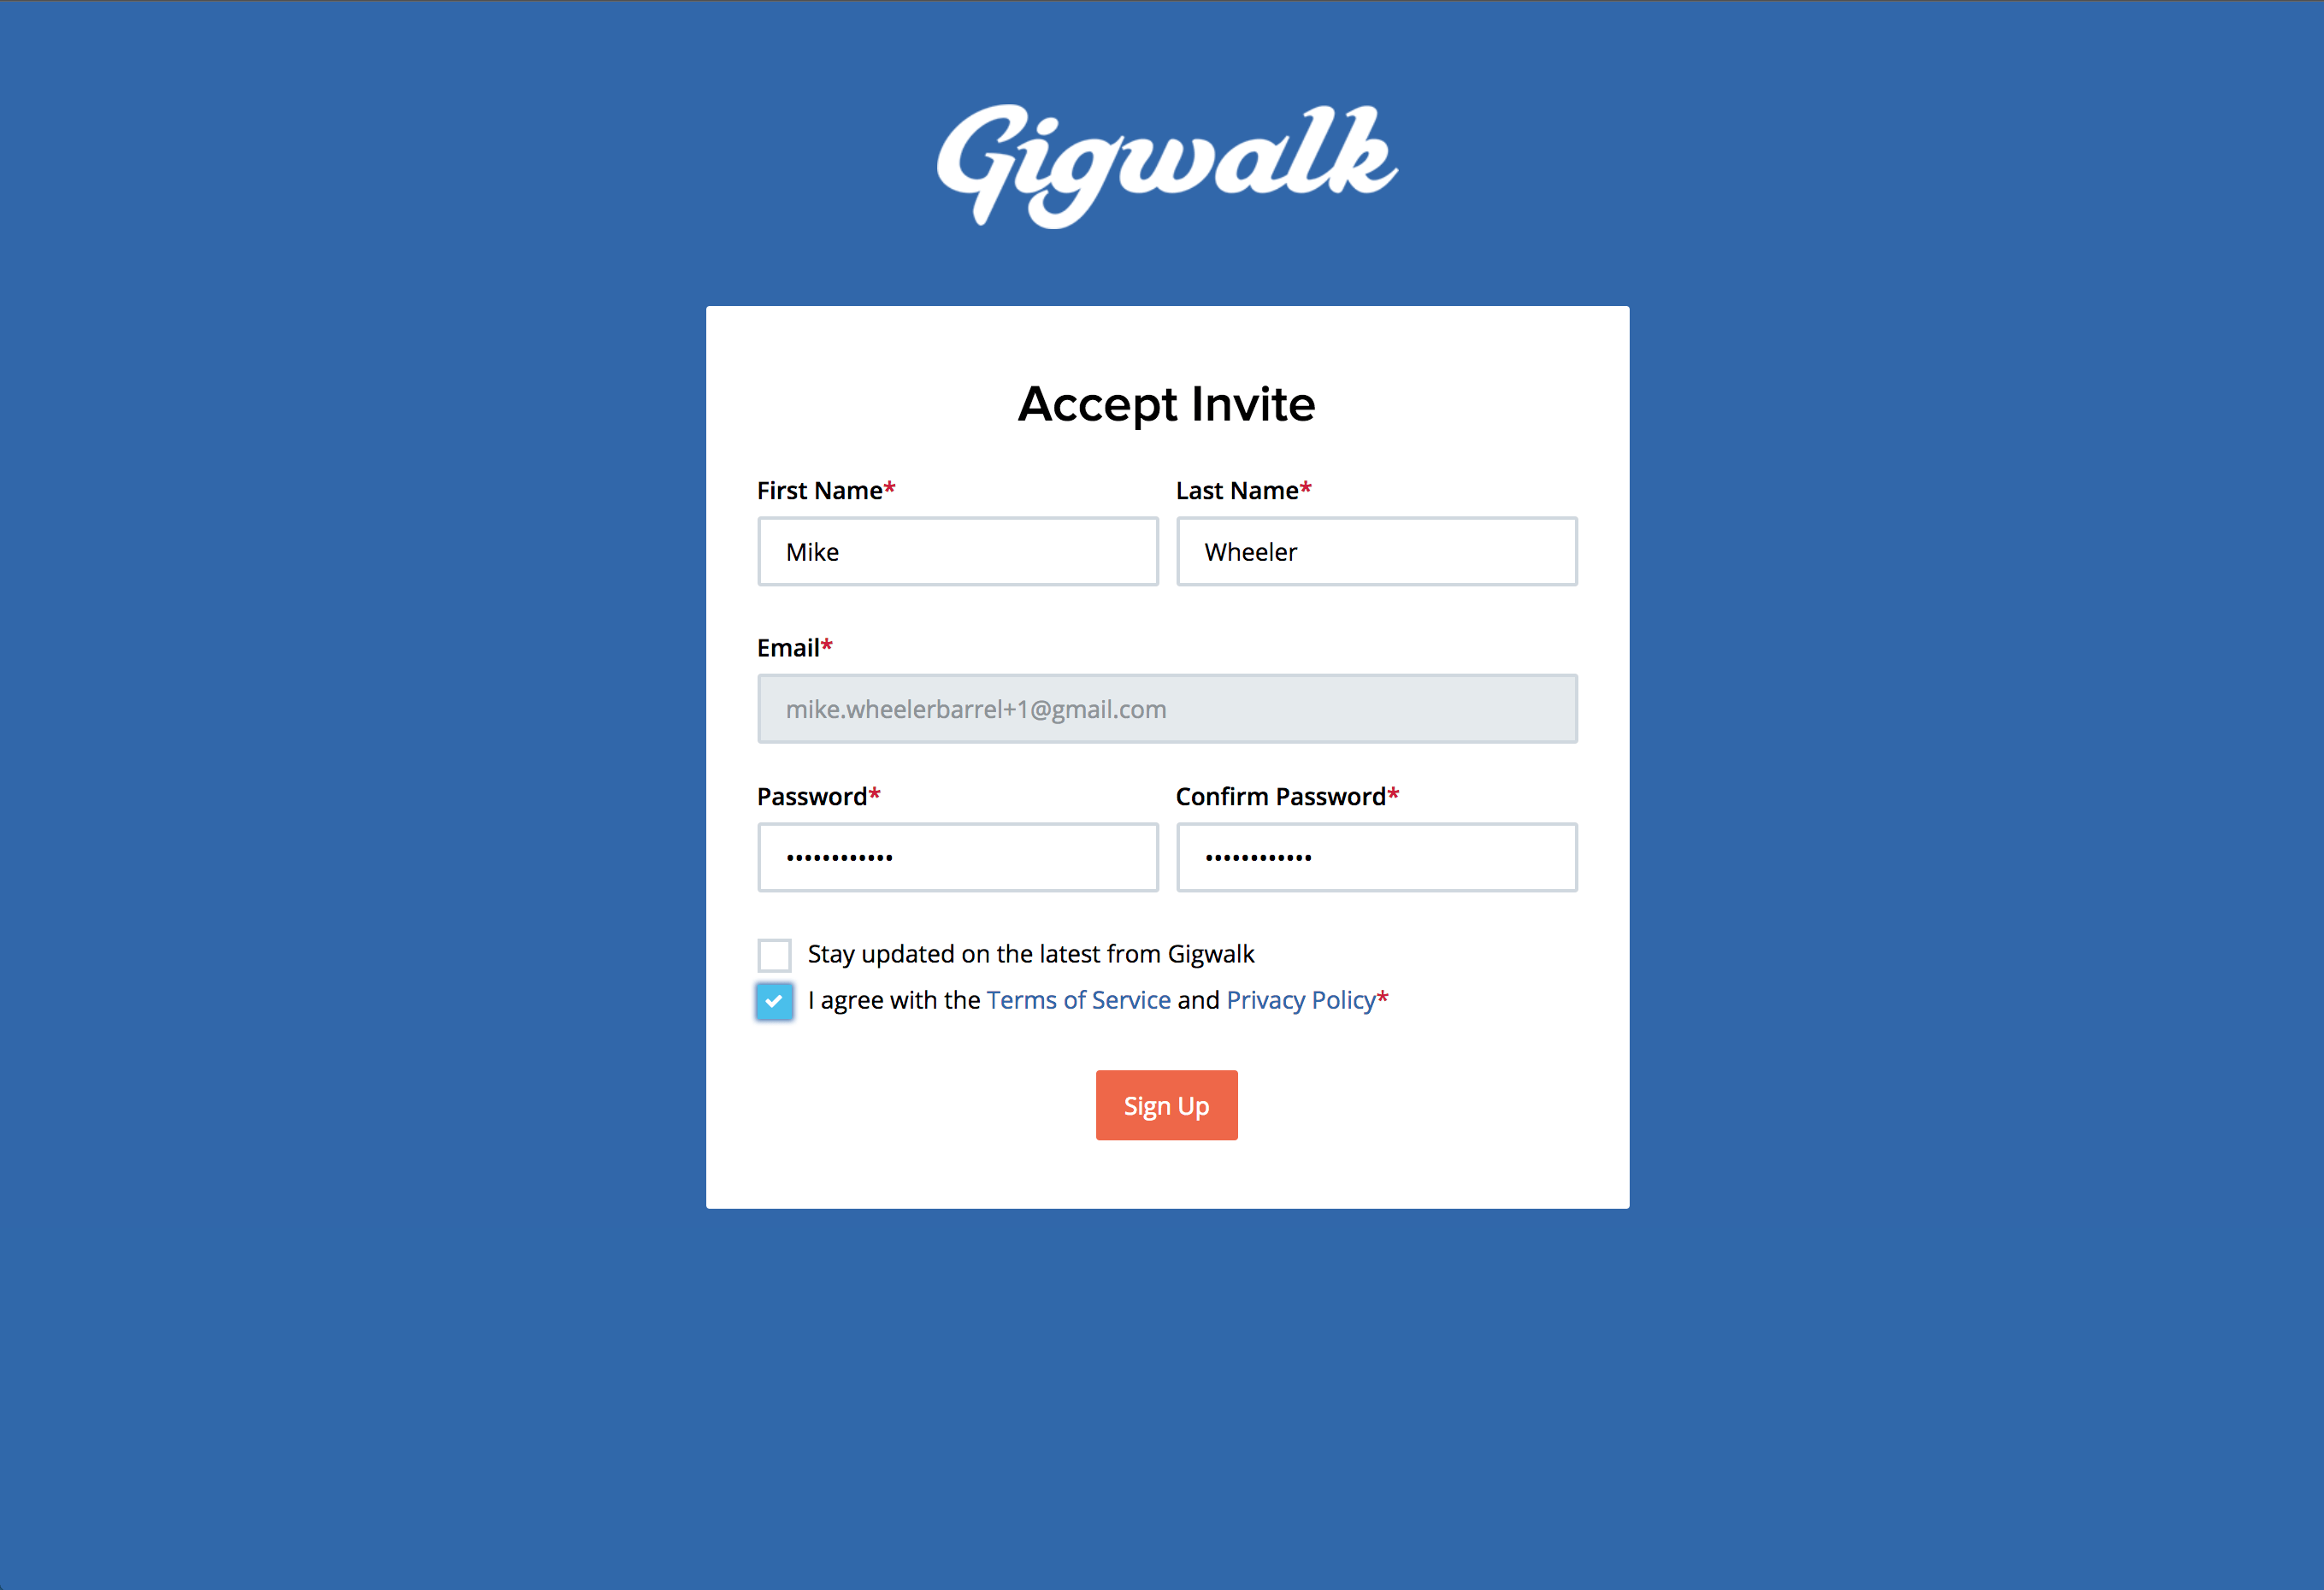 Gigwalk
Accept Invite
First Name*
Last Name*
Mike
Wheeler
Email*
mike.wheelerbarrel+1@gmail.com
Password*
Confirm Password*
••••••••••••
••••••••••••
Stay updated on the latest from Gigwalk
I agree with the Terms of Service and Privacy Policy*
Sign Up